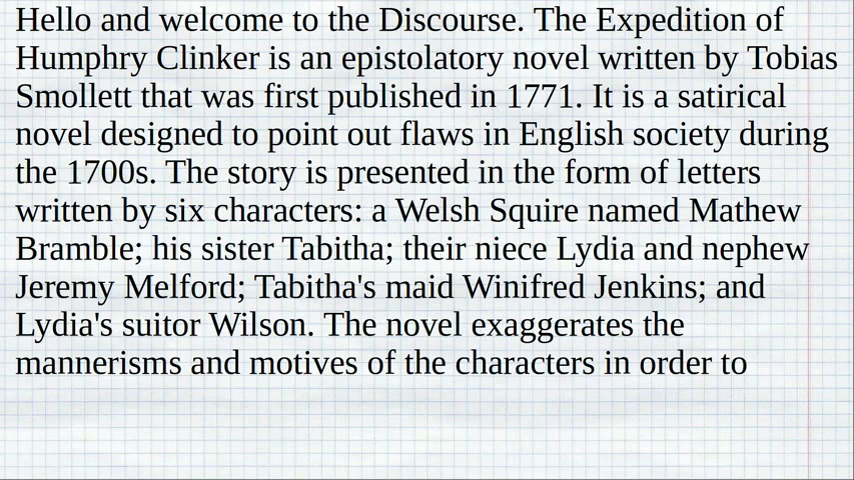 Hello and welcome to the Discourse. The Expedition of
Humphry Clinker is an epistolatory novel written by Tobias
Smollett that was first published in 1771. It is a satirical
novel designed to point out flaws in English society during
the 1700s. The story is presented in the form of letters
written by six characters: a Welsh Squire named Mathew
Bramble; his sister Tabitha; their niece Lydia and nephew
Jeremy Melford; Tabitha's maid Winifred Jenkins; and
Lydia's suitor Wilson. The novel exaggerates the
mannerisms and motives of the characters in order to